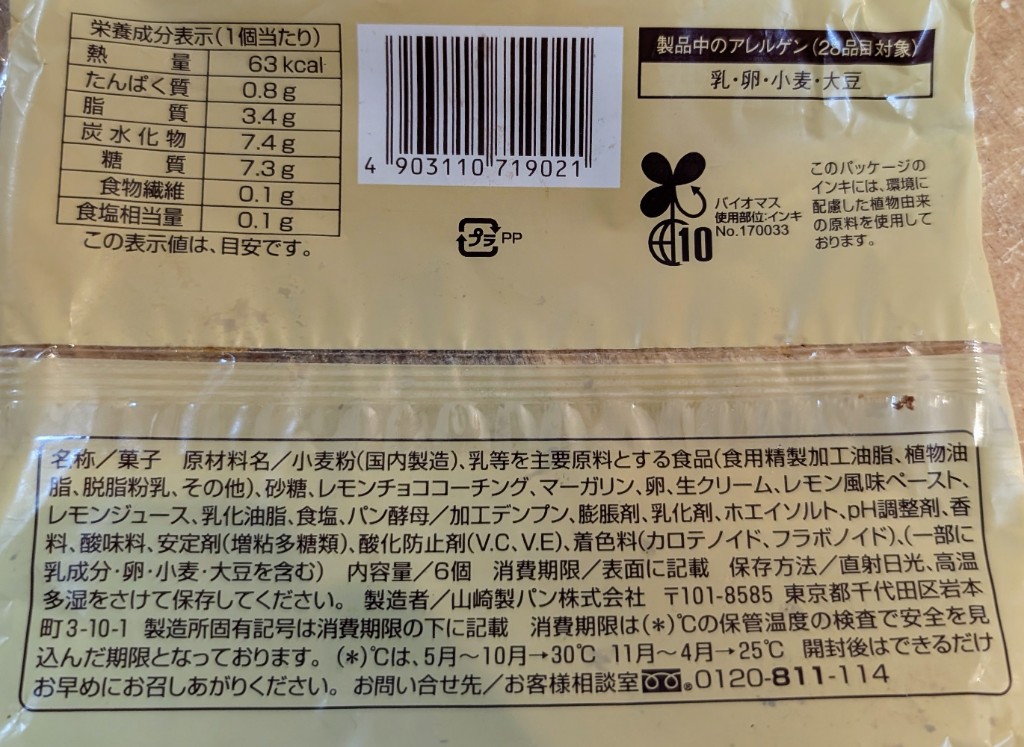 栄養成分表示(1個当たり)
熱量 63 kcal
たんぱく質 0.8g
脂質 3.4g
炭水化物 7.4g
糖質 7.3g
食物繊維 0.1g
食塩相当量 0.1g
この表示値は、目安です。
4 903110 719021
プラ PP
製品中のアレルゲン(28品目対象)
乳・卵・小麦・大豆
バイオマス
使用部位:インキ
No.170033
10
このパッケージの
インキには、環境に
配慮した植物由来
の原料を使用して
おります。
名称/菓子 原材料名/小麦粉(国内製造)、乳等を主要原料とする食品(食用精製加工油脂、植物油
脂、脱脂粉乳、その他)、砂糖、レモンチョココーチング、マーガリン、卵、生クリーム、レモン風味ペースト、
レモンジュース、乳化油脂、食塩、パン酵母/加工デンプン、膨脹剤、乳化剤、ホエイソルト、pH調整剤、香
料、酸味料、安定剤(増粘多糖類)、酸化防止剤(V.C、V.E)、着色料(カロテノイド、フラボノイド)、(一部に
乳成分・卵・小麦・大豆を含む) 内容量/6個 消費期限/表面に記載 保存方法/直射日光、高温
多湿をさけて保存してください。 製造者/山崎製パン株式会社 〒101-8585 東京都千代田区岩本
町3-10-1 製造所固有記号は消費期限の下に記載 消費期限は(*)℃の保管温度の検査で安全を見
込んだ期限となっております。(*)℃は、5月~10月→30℃ 11月~4月→25℃ 開封後はできるだけ
お早めにお召しあがりください。お問い合せ先/お客様相談室 0120-811-114